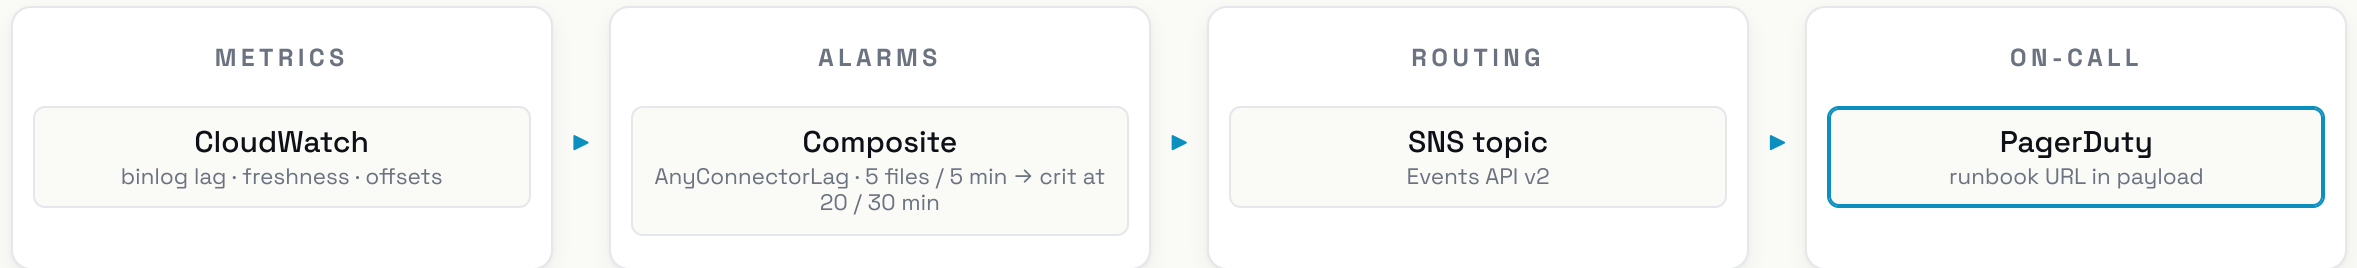 METRICS
CloudWatch
binlog lag · freshness · offsets
ALARMS
Composite
AnyConnectorLag · 5 files / 5 min → crit at
20 / 30 min
ROUTING
SNS topic
Events API v2
ON-CALL
PagerDuty
runbook URL in payload